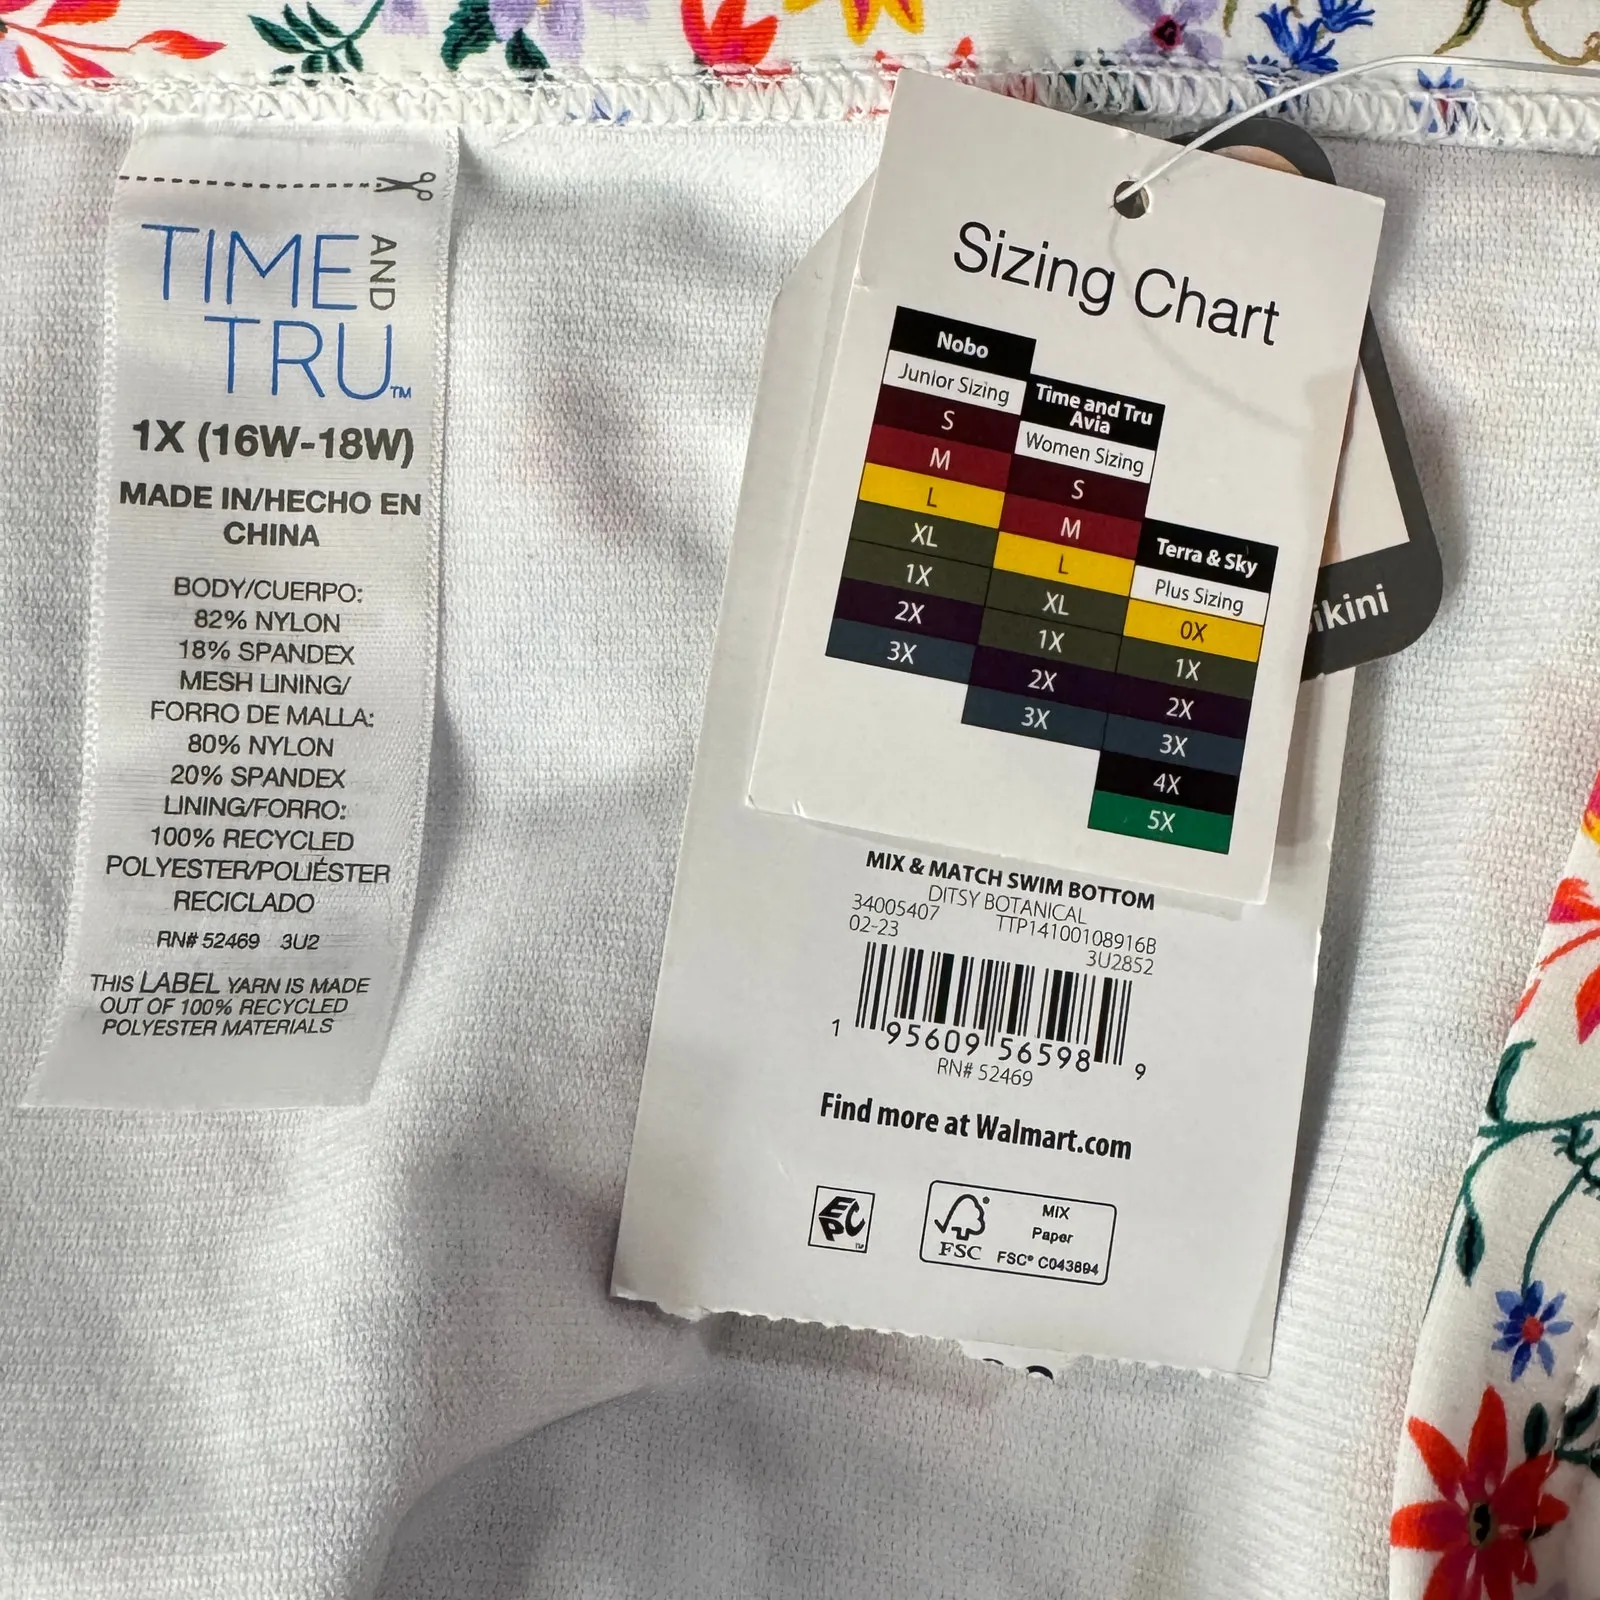 TIME AND
TRU™
1X (16W-18W)
MADE IN/HECHO EN
CHINA
BODY/CUERPO:
82% NYLON
18% SPANDEX
MESH LINING/
FORRO DE MALLA:
80% NYLON
20% SPANDEX
LINING/FORRO:
100% RECYCLED
POLYESTER/POLIÉSTER
RECICLADO
RN# 52469 3U2
THIS LABEL YARN IS MADE
OUT OF 100% RECYCLED
POLYESTER MATERIALS
Sizing Chart
Nobo
Junior Sizing
S
M
L
XL
1X
2X
3X
Time and Tru
Avia
Women Sizing
S
M
L
XL
1X
2X
3X
Terra & Sky
Plus Sizing
0X
1X
2X
3X
4X
5X
ikini
MIX & MATCH SWIM BOTTOM
DITSY BOTANICAL
34005407 TTP14100108916B
02-23 3U2852
1 95609 56598 9
RN# 52469
Find more at Walmart.com
EPC™
FSC®
MIX
Paper
FSC® C043694